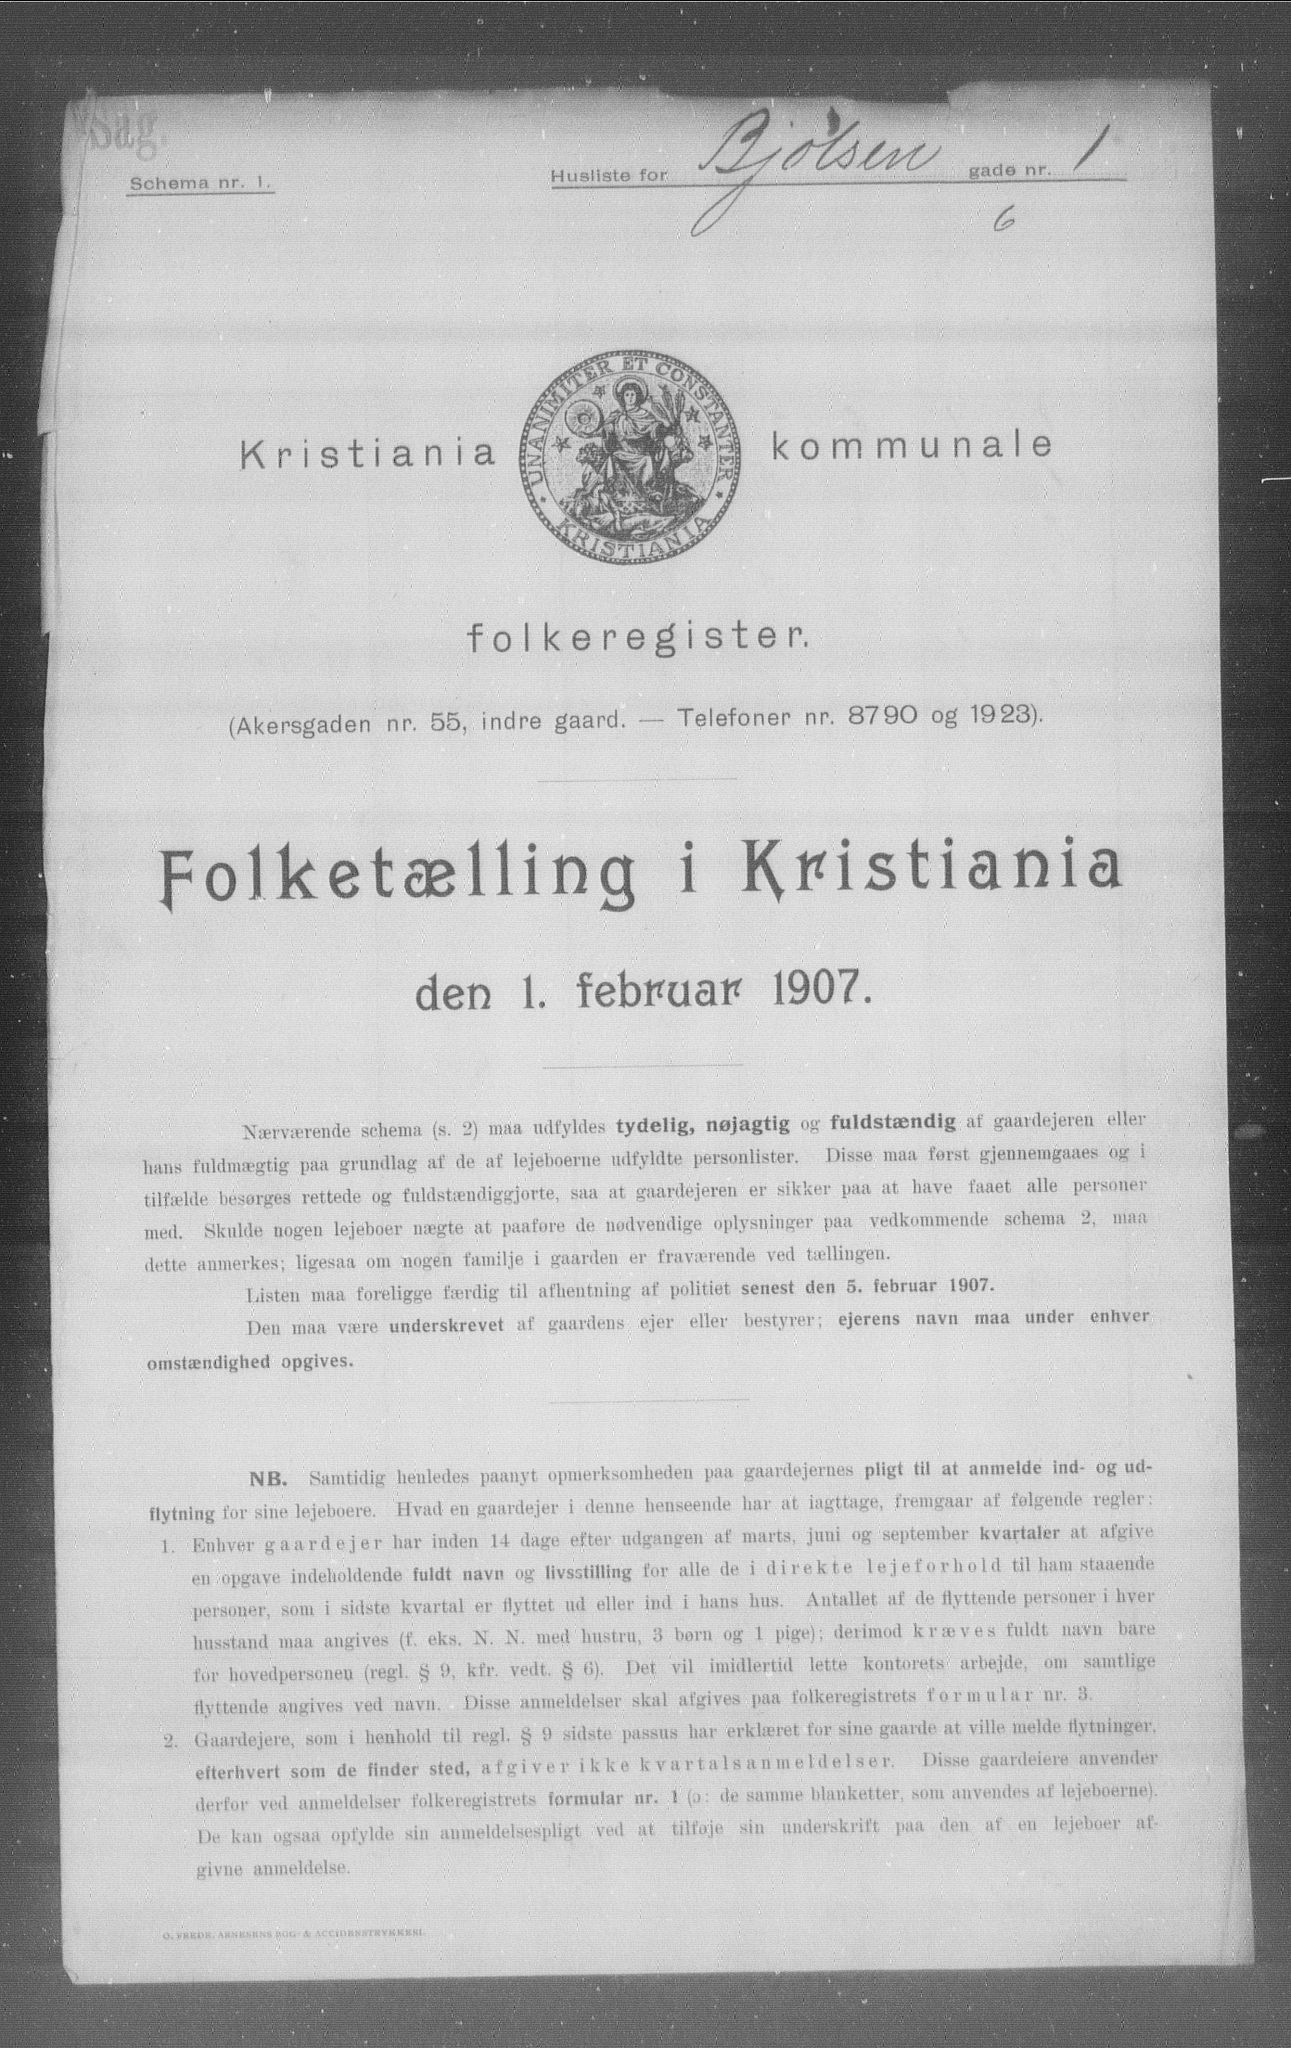 Sag.
Schema nr. 1.
Husliste for Bjølsen gade nr. 1
6
UNANIMITER ET CONSTANTER
KRISTIANIA
Kristiania kommunale
folkeregister.
(Akersgaden nr. 55, indre gaard. — Telefoner nr. 8790 og 1923).
Folketælling i Kristiania
den 1. februar 1907.
Nærværende schema (s. 2) maa udfyldes tydelig, nøjagtig og fuldstændig af gaardejeren eller
hans fuldmægtig paa grundlag af de af lejeboerne udfyldte personlister. Disse maa først gjennemgaaes og i
tilfælde besørges rettede og fuldstændiggjorte, saa at gaardejeren er sikker paa at have faaet alle personer
med. Skulde nogen lejeboer nægte at paaføre de nødvendige oplysninger paa vedkommende schema 2, maa
dette anmerkes; ligesaa om nogen familje i gaarden er fraværende ved tællingen.
Listen maa foreligge færdig til afhentning af politiet senest den 5. februar 1907.
Den maa være underskrevet af gaardens ejer eller bestyrer; ejerens navn maa under enhver
omstændighed opgives.
NB. Samtidig henledes paanyt opmerksomheden paa gaardejernes pligt til at anmelde ind- og ud-
flytning for sine lejeboere. Hvad en gaardejer i denne henseende har at iagttage, fremgaar af følgende regler:
1. Enhver gaardejer har inden 14 dage efter udgangen af marts, juni og september kvartaler at afgive
en opgave indeholdende fuldt navn og livsstilling for alle de i direkte lejeforhold til ham staaende
personer, som i sidste kvartal er flyttet ud eller ind i hans hus. Antallet af de flyttende personer i hver
husstand maa angives (f. eks. N. N. med hustru, 3 børn og 1 pige); derimod kræves fuldt navn bare
for hovedpersonen (regl. § 9, kfr. vedt. § 6). Det vil imidlertid lette kontorets arbejde, om samtlige
flyttende angives ved navn. Disse anmeldelser skal afgives paa folkeregistrets formular nr. 3.
2. Gaardejere, som i henhold til regl. § 9 sidste passus har erklæret for sine gaarde at ville melde flytninger,
efterhvert som de finder sted, afgiver ikke kvartalsanmeldelser. Disse gaardeiere anvender
derfor ved anmeldelser folkeregistrets formular nr. 1 (ɔ: de samme blanketter, som anvendes af lejeboerne).
De kan ogsaa opfylde sin anmeldelsespligt ved at tilføje sin underskrift paa den af en lejeboer af-
givne anmeldelse.
O. FREDR. ARNESENS BOG- & ACCIDENSTRYKKERI.